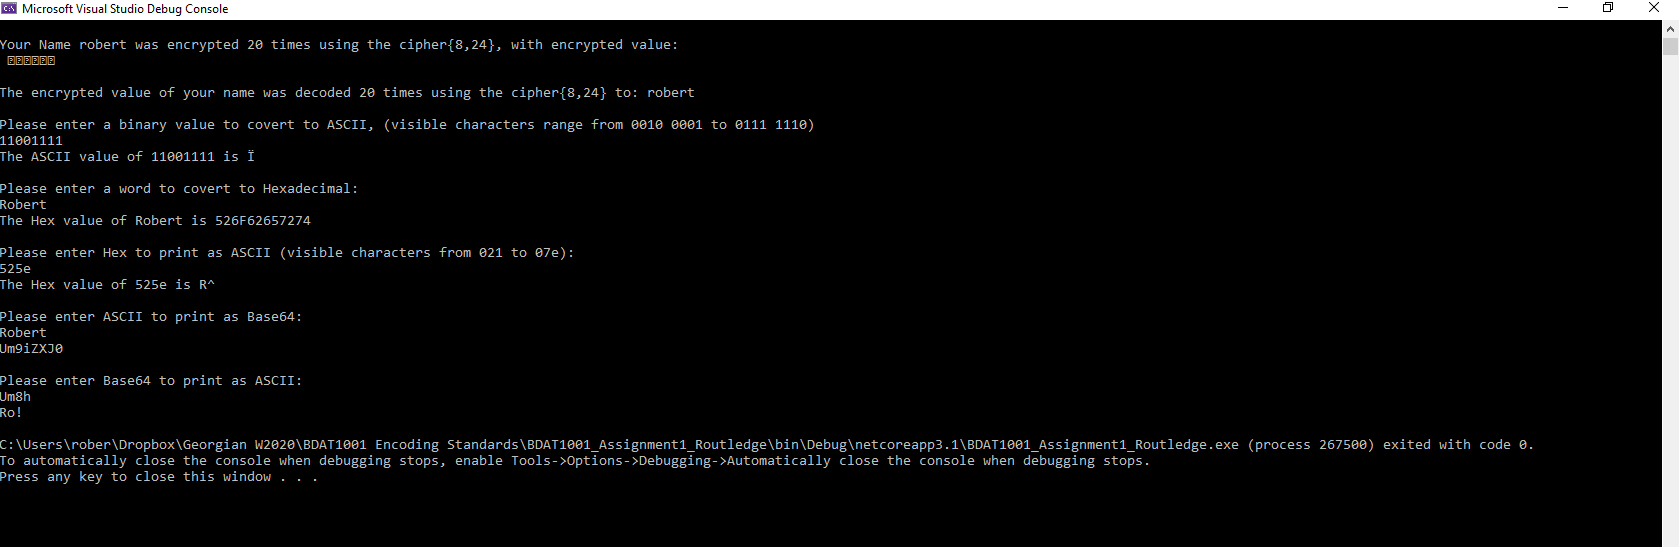 Microsoft Visual Studio Debug Console
Your Name robert was encrypted 20 times using the cipher{8,24}, with encrypted value:
The encrypted value of your name was decoded 20 times using the cipher{8,24} to: robert
Please enter a binary value to covert to ASCII, (visible characters range from 0010 0001 to 0111 1110)
11001111
The ASCII value of 11001111 is Ï
Please enter a word to covert to Hexadecimal:
Robert
The Hex value of Robert is 526F62657274
Please enter Hex to print as ASCII (visible characters from 021 to 07e):
525e
The Hex value of 525e is R^
Please enter ASCII to print as Base64:
Robert
Um9iZXJ0
Please enter Base64 to print as ASCII:
Um8h
Ro!
C:\Users\rober\Dropbox\Georgian W2020\BDAT1001 Encoding Standards\BDAT1001_Assignment1_Routledge\bin\Debug\netcoreapp3.1\BDAT1001_Assignment1_Routledge.exe (process 267500) exited with code 0.
To automatically close the console when debugging stops, enable Tools->Options->Debugging->Automatically close the console when debugging stops.
Press any key to close this window . . .